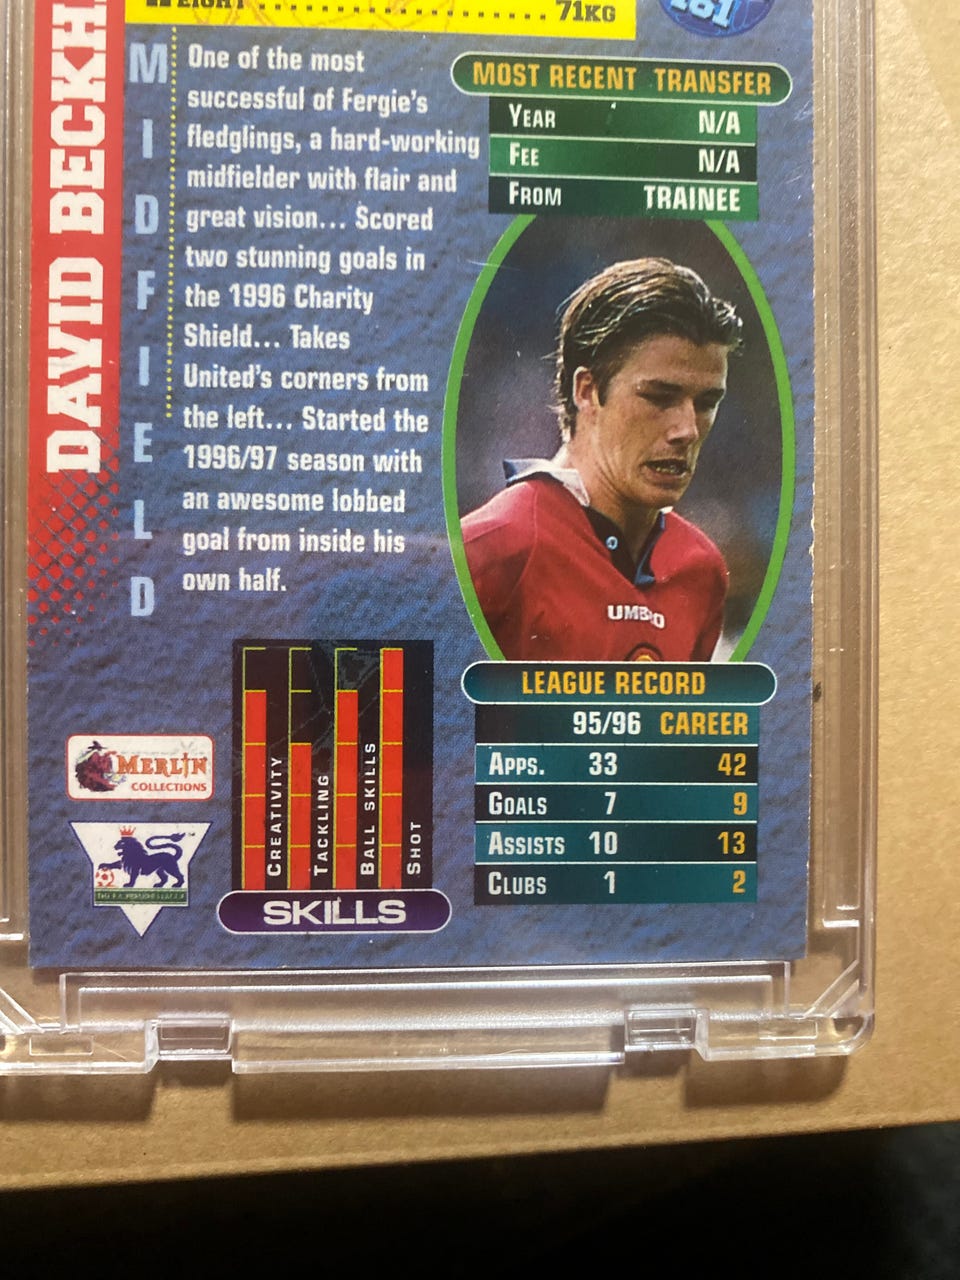 WEIGHT 71KG
DAVID BECKH
MIDFIELD
One of the most
successful of Fergie's
fledglings, a hard-working
midfielder with flair and
great vision... Scored
two stunning goals in
the 1996 Charity
Shield... Takes
United's corners from
the left... Started the
1996/97 season with
an awesome lobbed
goal from inside his
own half.
MOST RECENT TRANSFER
YEAR N/A
FEE N/A
FROM TRAINEE
UMBRO
LEAGUE RECORD
95/96 CAREER
APPS. 33 42
GOALS 7 9
ASSISTS 10 13
CLUBS 1 2
CREATIVITY
TACKLING
BALL SKILLS
SHOT
SKILLS
MERLIN
COLLECTIONS